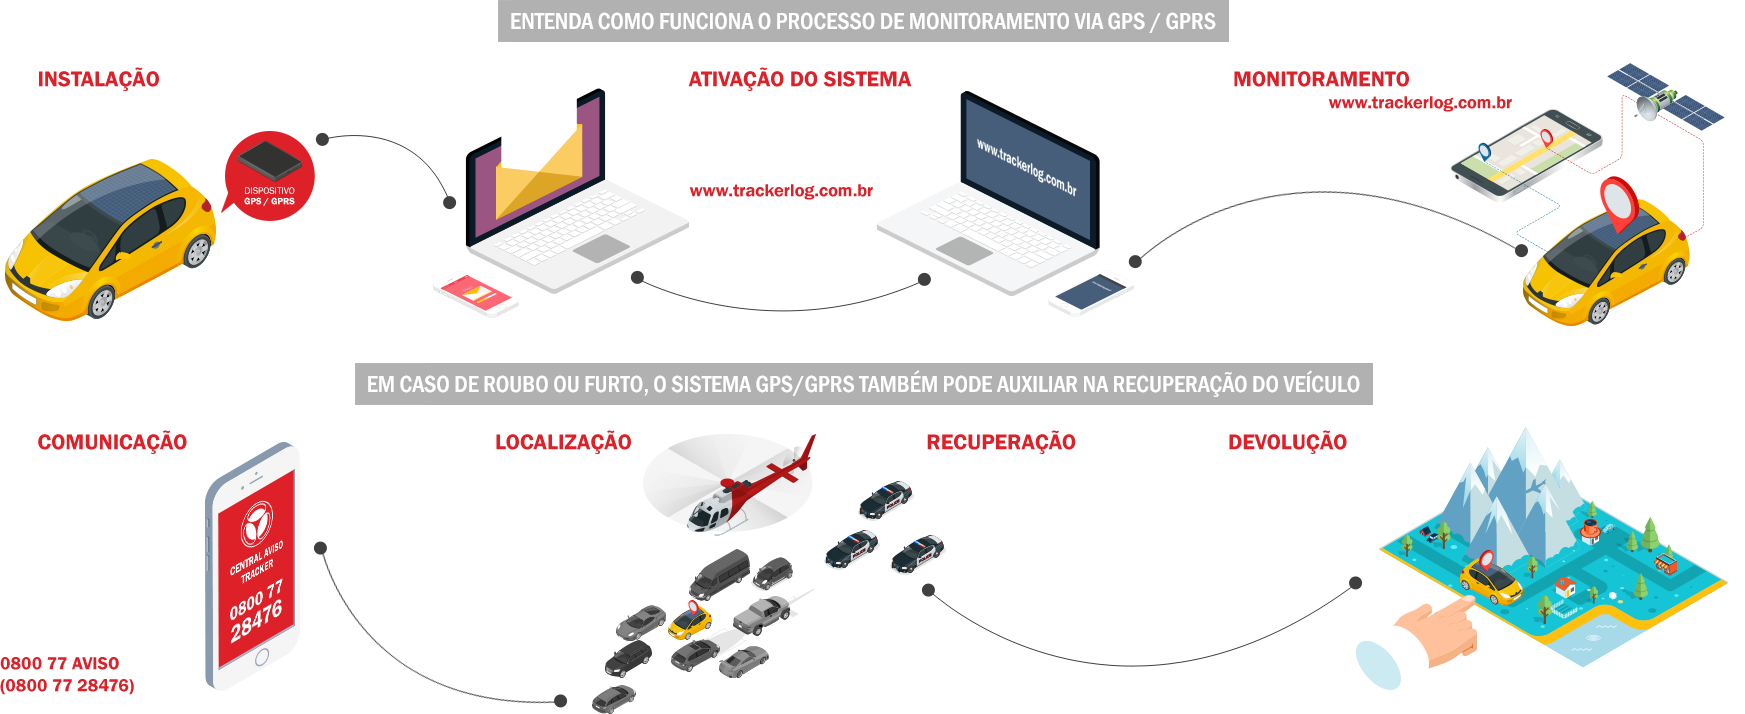 ENTENDA COMO FUNCIONA O PROCESSO DE MONITORAMENTO VIA GPS / GPRS
INSTALAÇÃO
DISPOSITIVO
GPS / GPRS
ATIVAÇÃO DO SISTEMA
www.trackerlog.com.br
www.trackerlog.com.br
MONITORAMENTO
www.trackerlog.com.br
EM CASO DE ROUBO OU FURTO, O SISTEMA GPS/GPRS TAMBÉM PODE AUXILIAR NA RECUPERAÇÃO DO VEÍCULO
COMUNICAÇÃO
CENTRAL AVISO
TRACKER
0800 77
28476
0800 77 AVISO
(0800 77 28476)
LOCALIZAÇÃO
RECUPERAÇÃO
DEVOLUÇÃO